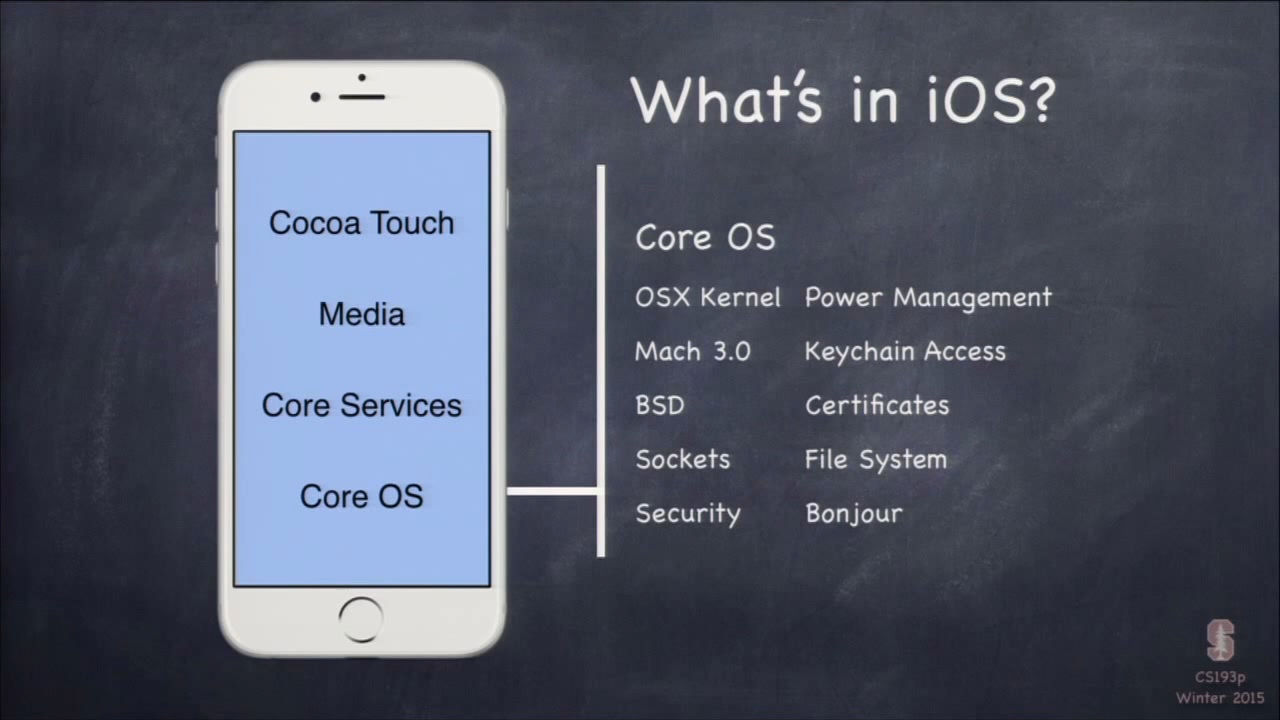 What's in iOS?
Cocoa Touch
Media
Core Services
Core OS
Core OS
OSX Kernel Power Management
Mach 3.0 Keychain Access
BSD Certificates
Sockets File System
Security Bonjour
S
CS193p
Winter 2015